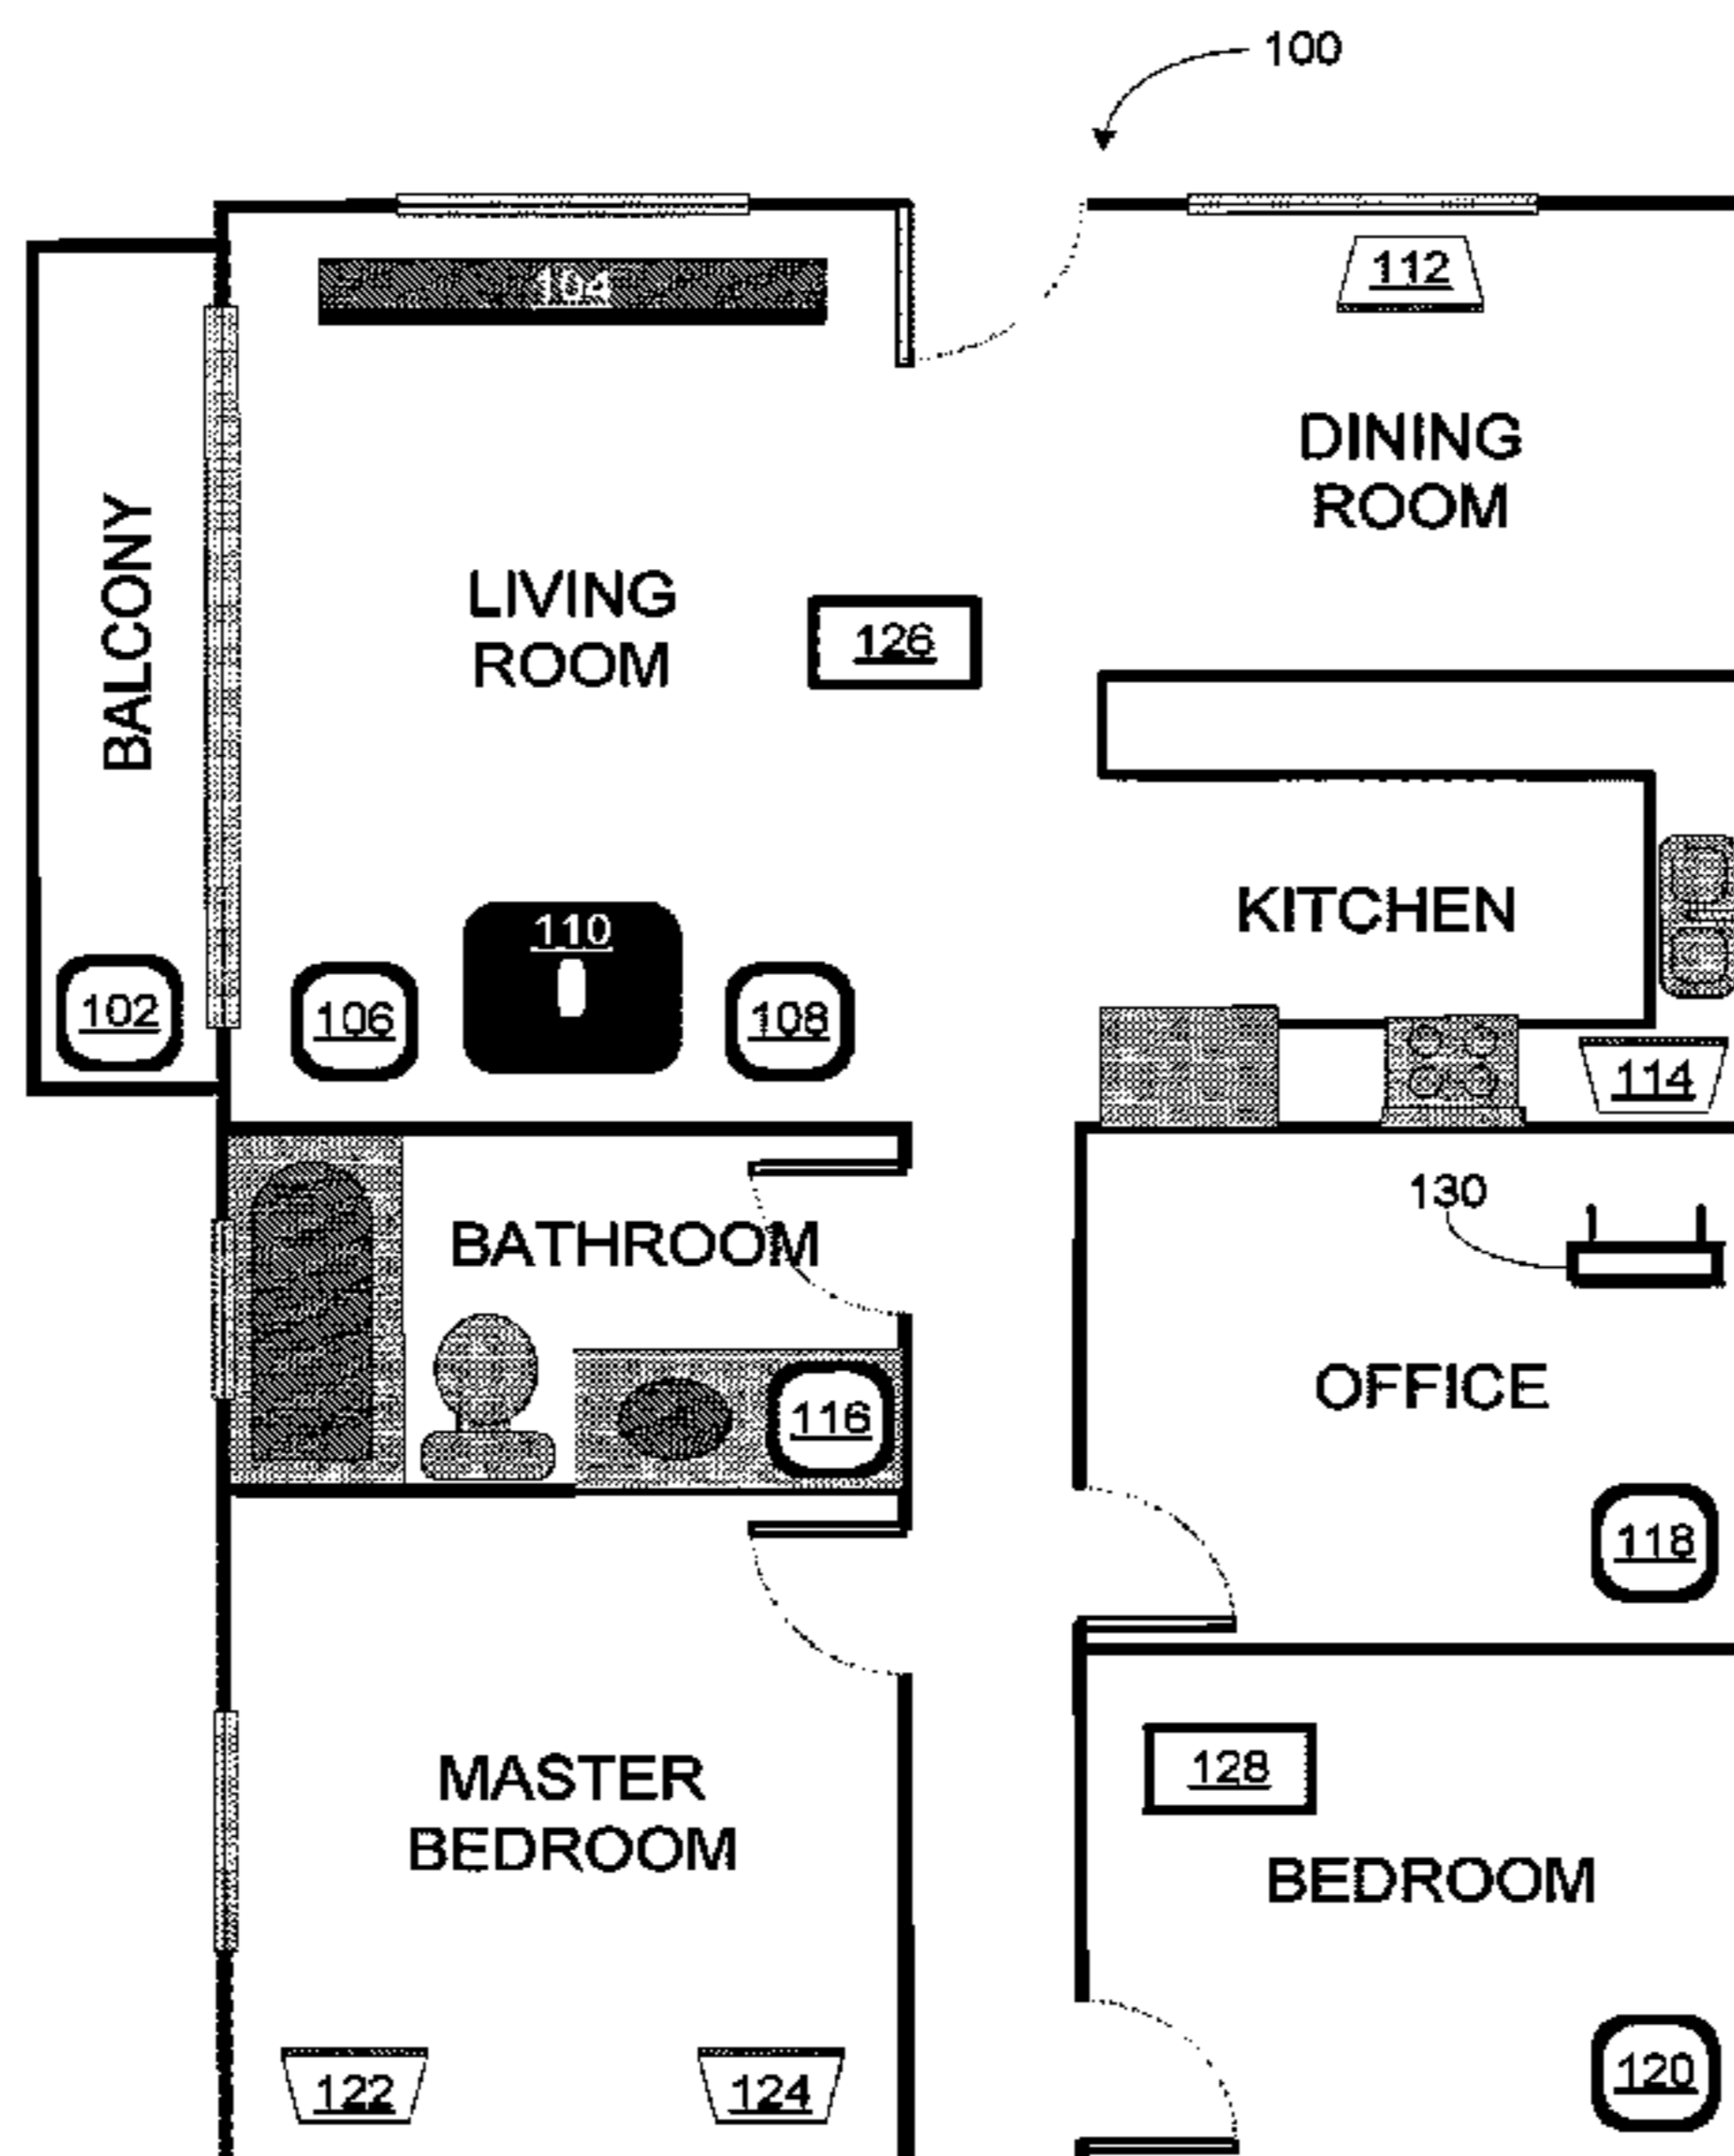 100
104
112
DINING
ROOM
BALCONY
LIVING
ROOM
126
KITCHEN
110
102
106
108
114
130
BATHROOM
OFFICE
116
118
128
MASTER
BEDROOM
BEDROOM
122
124
120